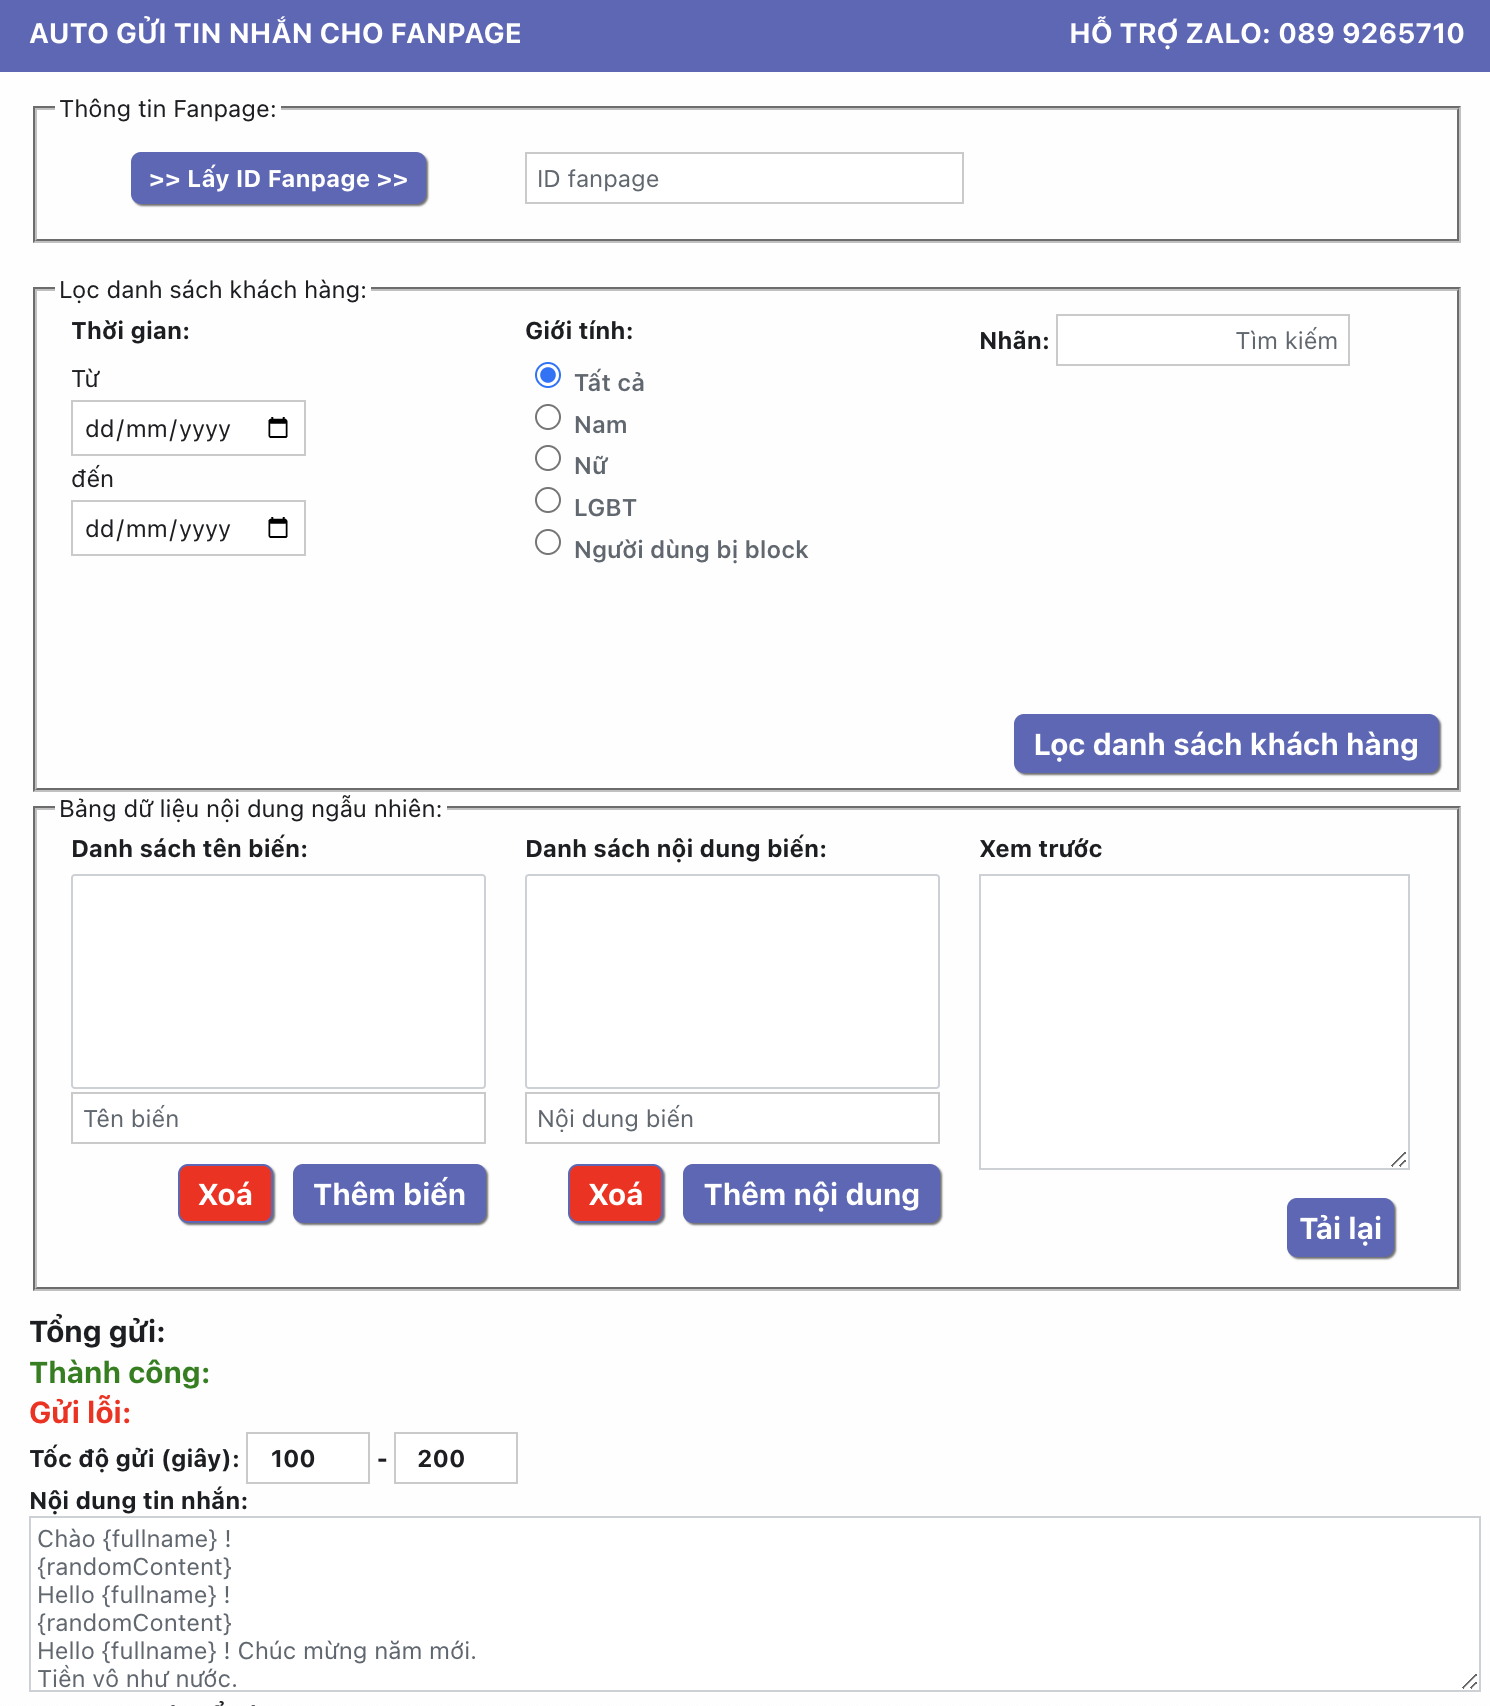 AUTO GỬI TIN NHẮN CHO FANPAGE
HỖ TRỢ ZALO: 089 9265710
Thông tin Fanpage:
>> Lấy ID Fanpage >>
ID fanpage
Lọc danh sách khách hàng:
Thời gian:
Từ
dd/mm/yyyy
đến
dd/mm/yyyy
Giới tính:
Tất cả
Nam
Nữ
LGBT
Người dùng bị block
Nhãn:
Tìm kiếm
Lọc danh sách khách hàng
Bảng dữ liệu nội dung ngẫu nhiên:
Danh sách tên biến:
Tên biến
Xoá
Thêm biến
Danh sách nội dung biến:
Nội dung biến
Xoá
Thêm nội dung
Xem trước
Tải lại
Tổng gửi:
Thành công:
Gửi lỗi:
Tốc độ gửi (giây): 100 - 200
Nội dung tin nhắn:
Chào {fullname} !
{randomContent}
Hello {fullname} !
{randomContent}
Hello {fullname} ! Chúc mừng năm mới.
Tiền vô như nước.